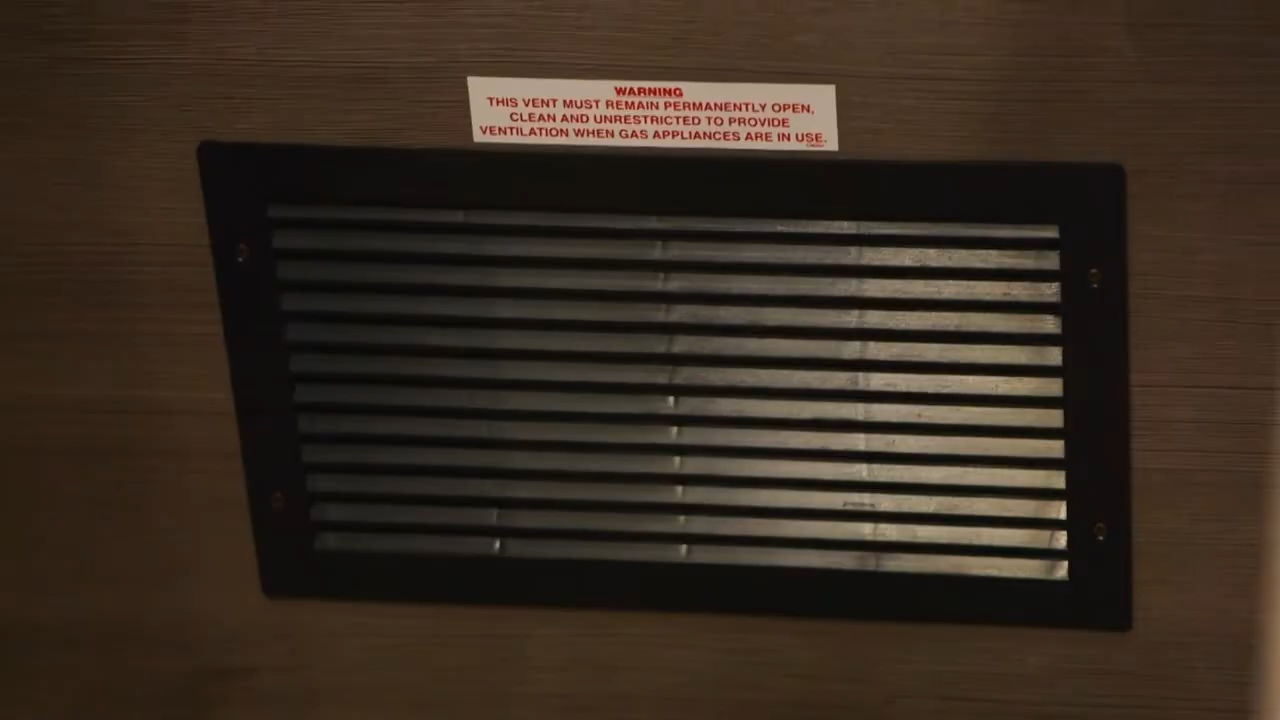 WARNING
THIS VENT MUST REMAIN PERMANENTLY OPEN,
CLEAN AND UNRESTRICTED TO PROVIDE
VENTILATION WHEN GAS APPLIANCES ARE IN USE.